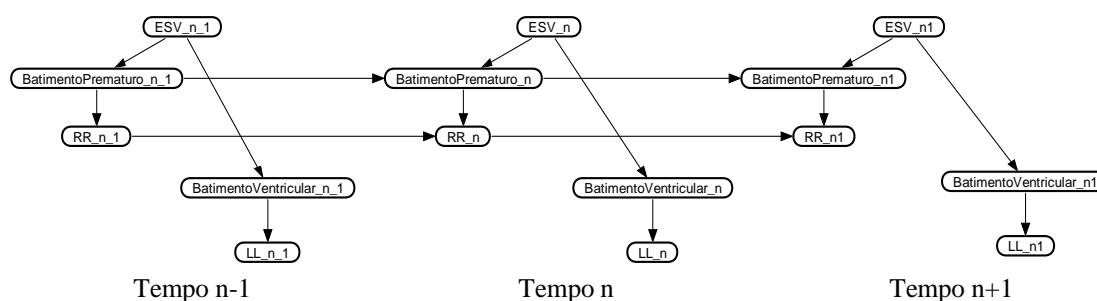 ESV_n_1 ESV_n ESV_n1
BatimentoPrematuro_n_1 BatimentoPrematuro_n BatimentoPrematuro_n1
RR_n_1 RR_n RR_n1
BatimentoVentricular_n_1 BatimentoVentricular_n BatimentoVentricular_n1
LL_n_1 LL_n LL_n1
Tempo n-1 Tempo n Tempo n+1